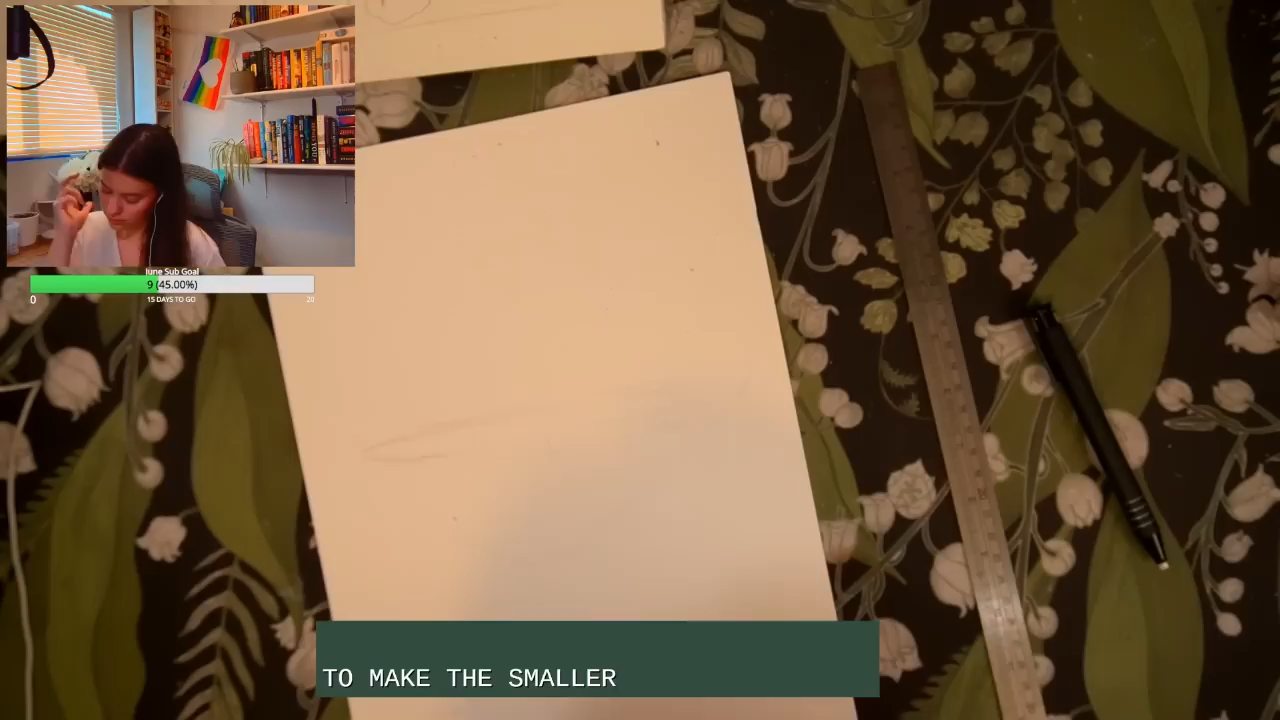 June Sub Goal
9 (45.00%)
0
15 DAYS TO GO
20
TO MAKE THE SMALLER